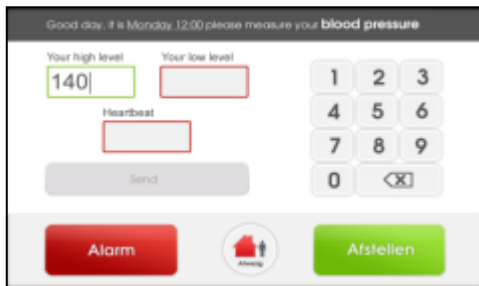 Good day, it is Monday 12:00 please measure your blood pressure
Your high level Your low level
140
Heartbeat
Send
1 2 3
4 5 6
7 8 9
0
Alarm
Afwezig
Afstellen